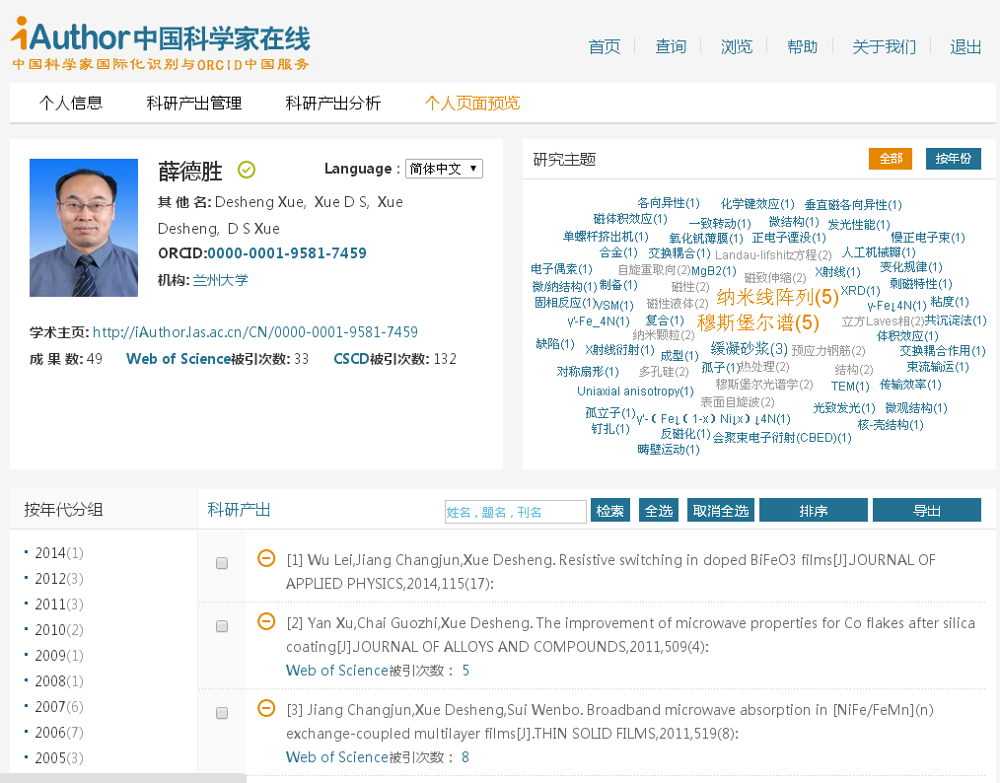 iAuthor中国科学家在线
中国科学家国际化识别与ORCID中国服务
首页 查询 浏览 帮助 关于我们 退出
个人信息 科研产出管理 科研产出分析 个人页面预览
薛德胜 Language : 简体中文
其 他 名: Desheng Xue, Xue D S, Xue
Desheng, D S Xue
ORCID:0000-0001-9581-7459
机构: 兰州大学
学术主页: http://iAuthor.las.ac.cn/CN/0000-0001-9581-7459
成 果 数: 49 Web of Science被引次数: 33 CSCD被引次数: 132
研究主题 全部 按年份
各向异性(1) 化学键效应(1) 垂直磁各向异性(1)
磁体积效应(1) 一致转动(1) 微结构(1) 发光性能(1)
单螺杆挤出机(1) 氧化钒薄膜(1) 正电子谭没(1) 慢正电子束(1)
合金(1) 交换耦合(1) Landau-lifshitz方程(2) 人工机械瓣(1)
电子偶素(1) 自旋重取向(2) MgB2(1) 磁致伸缩(2) X射线(1) 变化规律(1)
微/纳结构(1) 制备(1) 磁性(2) 纳米线阵列(5) XRD(1) 剩磁特性(1)
固相反应(1) VSM(1) 磁性液体(2) γ-Fe↓4N(1) 粘度(1)
γ'-Fe_4N(1) 复合(1) 穆斯堡尔谱(5) 立方Laves相(2) 共沉淀法(1)
纳米颗粒(2) 体积效应(1)
缺陷(1) X射线衍射(1) 成型(1) 缓凝砂浆(3) 预应力钢筋(2) 交换耦合作用(1)
对称扇形(1) 多孔硅(2) 孤子(1) 热处理(2) 结构(2) 束流输运(1)
Uniaxial anisotropy(1) 穆斯堡尔光谱学(2) TEM(1) 传输效率(1)
表面自旋波(2)
孤立子(1) γ'-（Fe↓（1-x）Ni↓x）↓4N(1) 光致发光(1) 微观结构(1)
钉扎(1) 反磁化(1) 会聚束电子衍射(CBED)(1) 核-壳结构(1)
畴壁运动(1)
按年代分组
2014(1)
2012(3)
2011(3)
2010(2)
2009(1)
2008(1)
2007(6)
2006(7)
2005(3)
科研产出 姓名，题名，刊名 检索 全选 取消全选 排序 导出
[1] Wu Lei,Jiang Changjun,Xue Desheng. Resistive switching in doped BiFeO3 films[J].JOURNAL OF
APPLIED PHYSICS,2014,115(17):
[2] Yan Xu,Chai Guozhi,Xue Desheng. The improvement of microwave properties for Co flakes after silica
coating[J].JOURNAL OF ALLOYS AND COMPOUNDS,2011,509(4):
Web of Science被引次数： 5
[3] Jiang Changjun,Xue Desheng,Sui Wenbo. Broadband microwave absorption in [NiFe/FeMn](n)
exchange-coupled multilayer films[J].THIN SOLID FILMS,2011,519(8):
Web of Science被引次数： 8